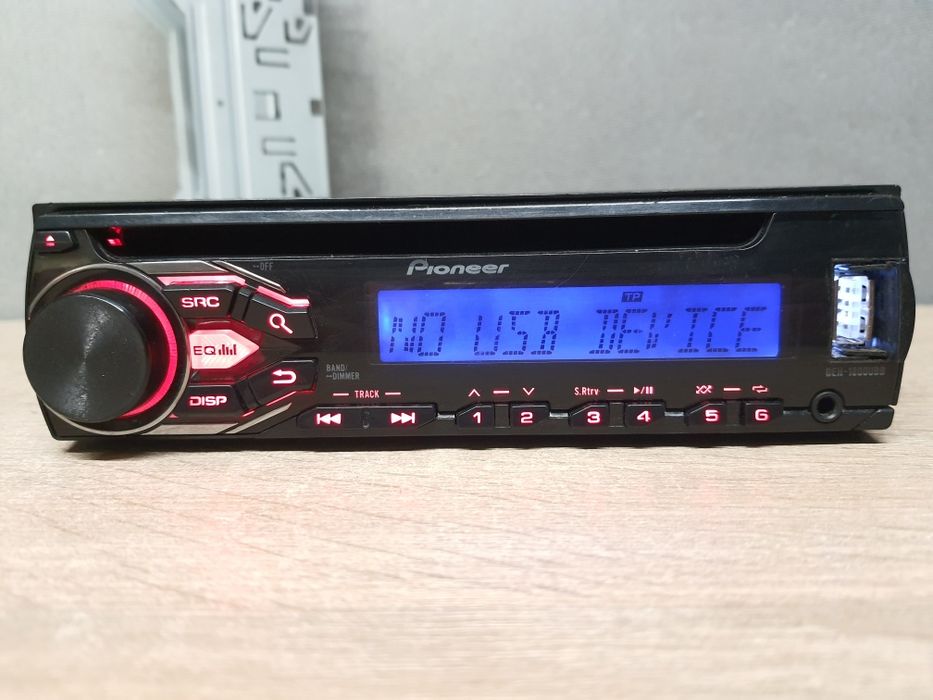 Pioneer
OFF
SRC
TP
NO USB DEVICE
EQ
BAND/
DIMMER
DISP
TRACK
S.Rtrv
1 2 3 4 5 6